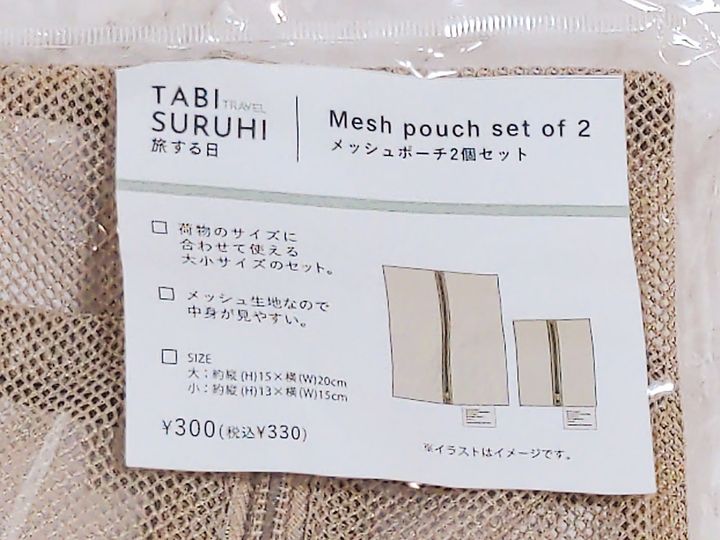 TABI TRAVEL
SURUHI
旅する日
Mesh pouch set of 2
メッシュポーチ2個セット
荷物のサイズに
合わせて使える
大小サイズのセット。
メッシュ生地なので
中身が見やすい。
SIZE
大：約縦(H)15×横(W)20cm
小：約縦(H)13×横(W)15cm
¥300(税込¥330)
※イラストはイメージです。